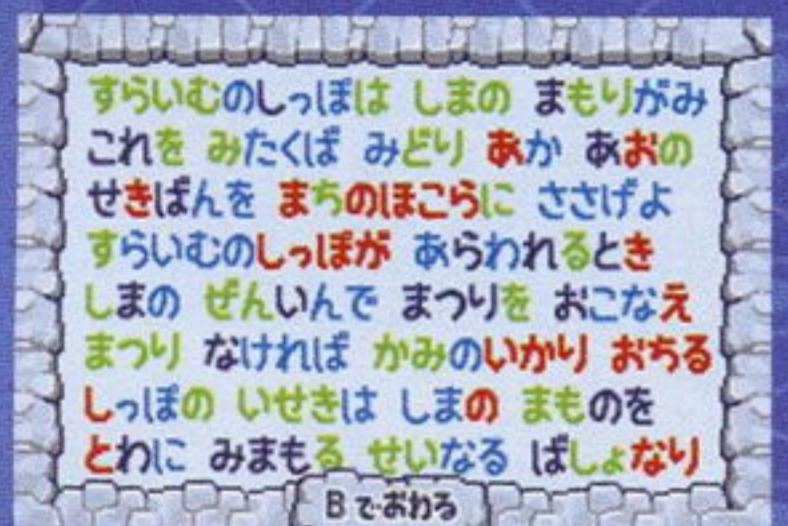 すらいむのしっぽは しまの まもりがみ
これを みたくば みどり あか あおの
せきばんを まちのほこらに ささげよ
すらいむのしっぽが あらわれるとき
しまの ぜんいんで まつりを おこなえ
まつり なければ かみのいかり おちる
しっぽの いせきは しまの まものを
とわに みまもる せいなる ばしょなり
Bでおわる